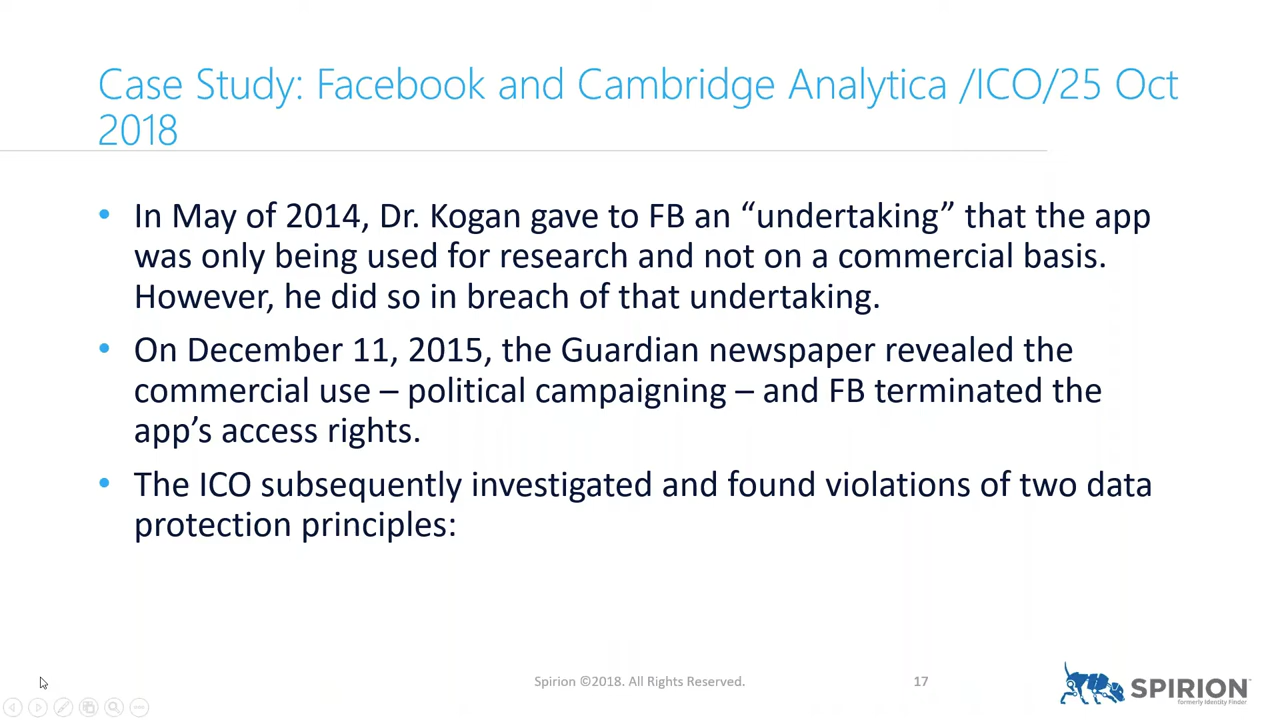 Case Study: Facebook and Cambridge Analytica /ICO/25 Oct
2018
• In May of 2014, Dr. Kogan gave to FB an “undertaking” that the app
was only being used for research and not on a commercial basis.
However, he did so in breach of that undertaking.
• On December 11, 2015, the Guardian newspaper revealed the
commercial use – political campaigning – and FB terminated the
app’s access rights.
• The ICO subsequently investigated and found violations of two data
protection principles:
Spirion ©2018. All Rights Reserved.
17
SPIRION
formerly Identity Finder